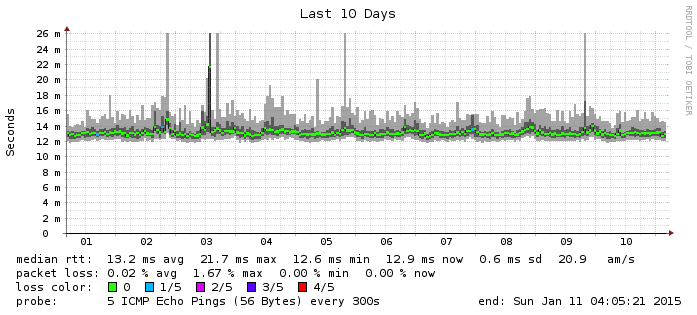 Last 10 Days
RRDTOOL / TOBI OETIKER
Seconds
26 m
24 m
22 m
20 m
18 m
16 m
14 m
12 m
10 m
8 m
6 m
4 m
2 m
0
01 02 03 04 05 06 07 08 09 10
median rtt: 13.2 ms avg 21.7 ms max 12.6 ms min 12.9 ms now 0.6 ms sd 20.9 am/s
packet loss: 0.02 % avg 1.67 % max 0.00 % min 0.00 % now
loss color: 0 1/5 2/5 3/5 4/5
probe: 5 ICMP Echo Pings (56 Bytes) every 300s end: Sun Jan 11 04:05:21 2015